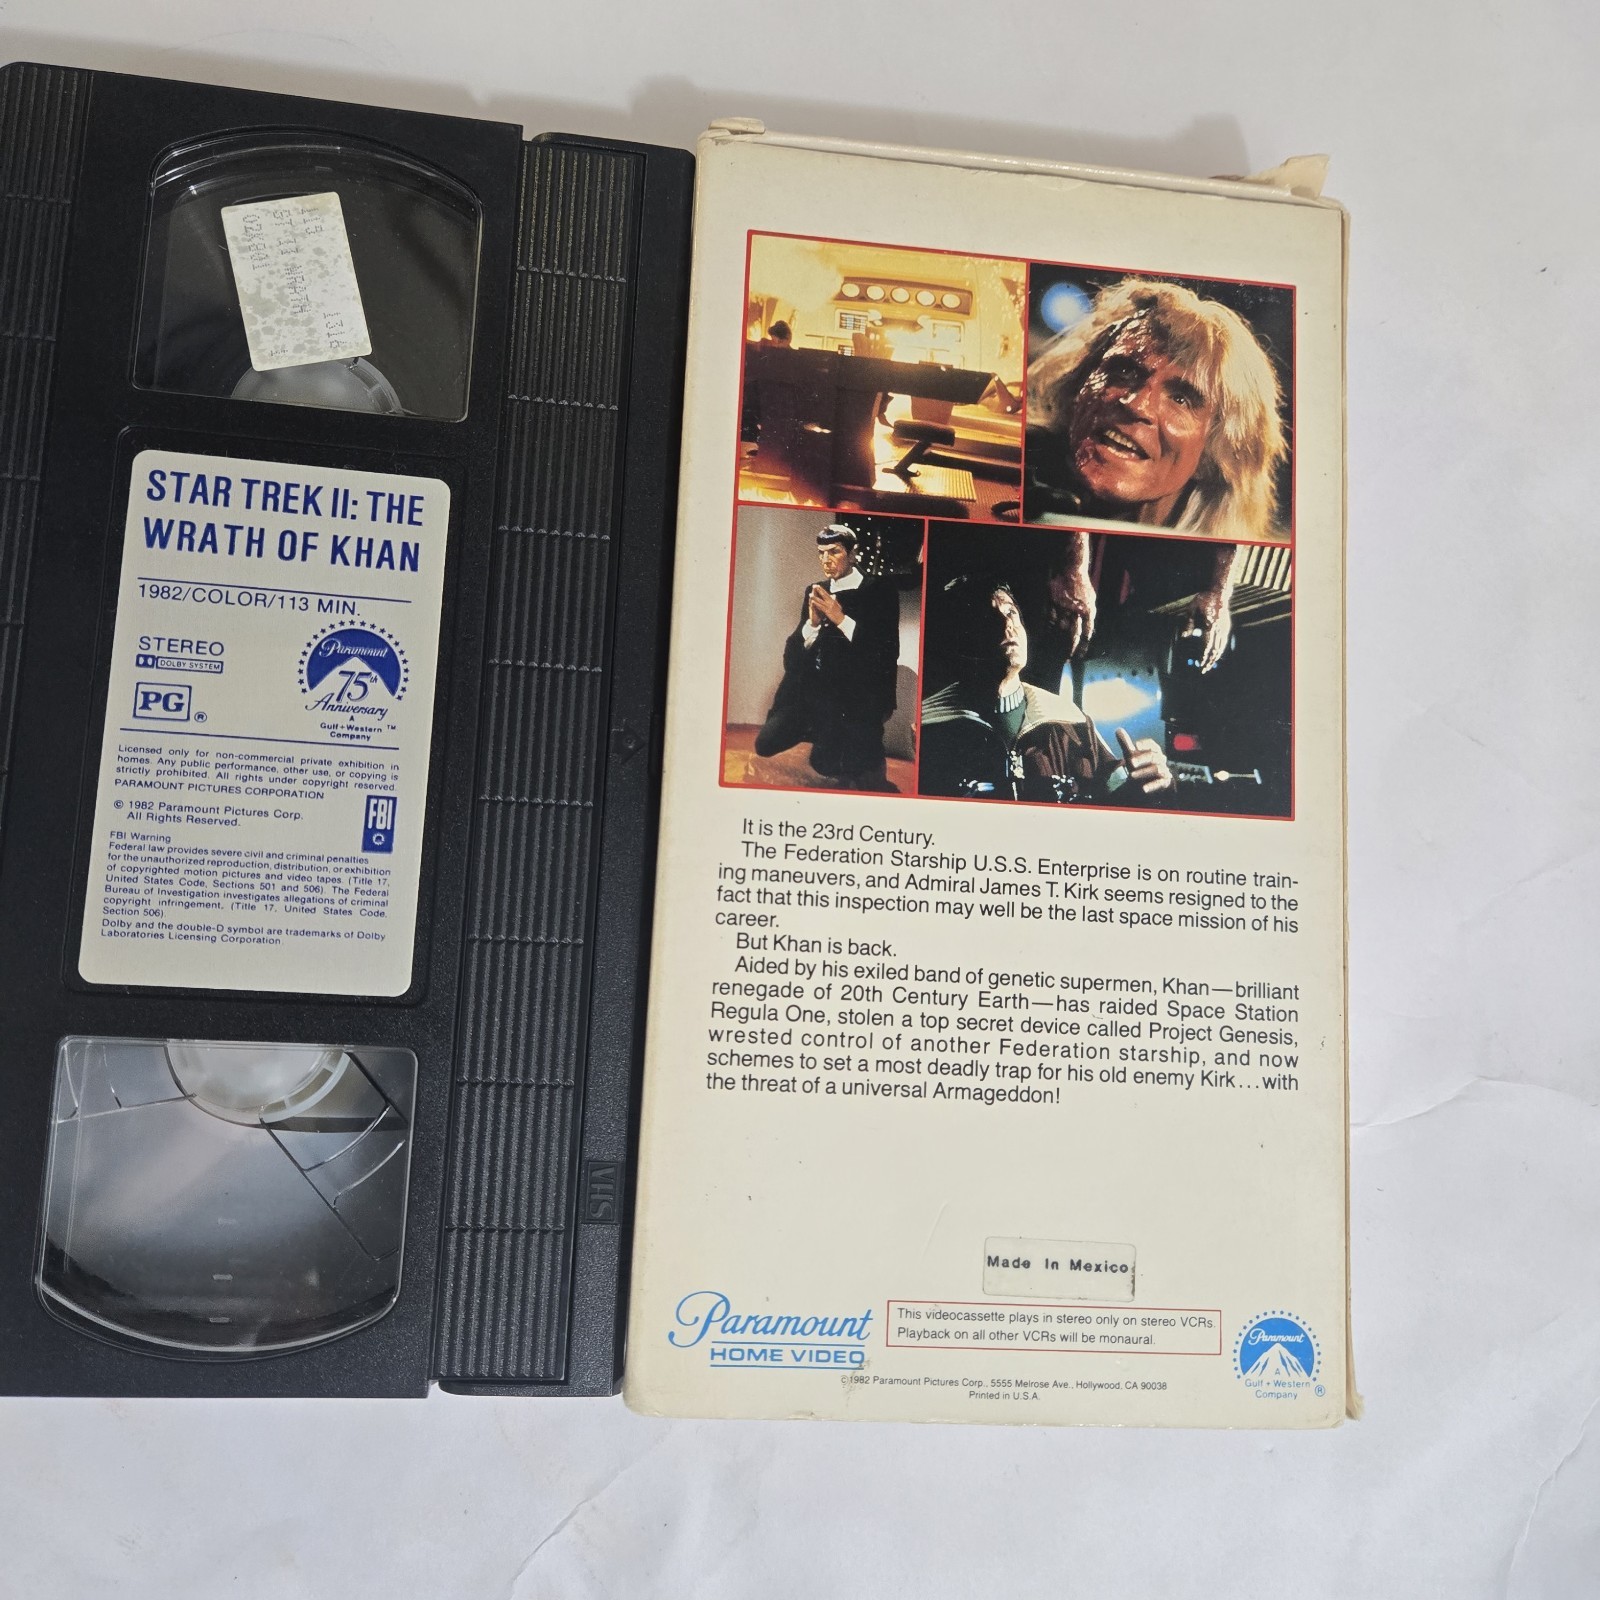 119
ST II WRATH
STAR TREK II: THE
WRATH OF KHAN
1982/COLOR/113 MIN.
STEREO
DOLBY SYSTEM
PG ®
Paramount
75th
Anniversary
A
Gulf+Western ™
Company
Licensed only for non-commercial private exhibition in
homes. Any public performance, other use, or copying is
strictly prohibited. All rights under copyright reserved.
PARAMOUNT PICTURES CORPORATION
© 1982 Paramount Pictures Corp.
All Rights Reserved.
FBI
FBI Warning
Federal law provides severe civil and criminal penalties
for the unauthorized reproduction, distribution, or exhibition
of copyrighted motion pictures and video tapes. (Title 17,
United States Code, Sections 501 and 506). The Federal
Bureau of Investigation investigates allegations of criminal
copyright infringement, (Title 17, United States Code,
Section 506).
Dolby and the double-D symbol are trademarks of Dolby
Laboratories Licensing Corporation.
VHS
It is the 23rd Century.
The Federation Starship U.S.S. Enterprise is on routine train-
ing maneuvers, and Admiral James T. Kirk seems resigned to the
fact that this inspection may well be the last space mission of his
career.
But Khan is back.
Aided by his exiled band of genetic supermen, Khan—brilliant
renegade of 20th Century Earth—has raided Space Station
Regula One, stolen a top secret device called Project Genesis,
wrested control of another Federation starship, and now
schemes to set a most deadly trap for his old enemy Kirk...with
the threat of a universal Armageddon!
Made In Mexico
Paramount
HOME VIDEO
This videocassette plays in stereo only on stereo VCRs.
Playback on all other VCRs will be monaural.
©1982 Paramount Pictures Corp., 5555 Melrose Ave., Hollywood, CA 90038
Printed in U.S.A.
Paramount
A
Gulf + Western
Company ®